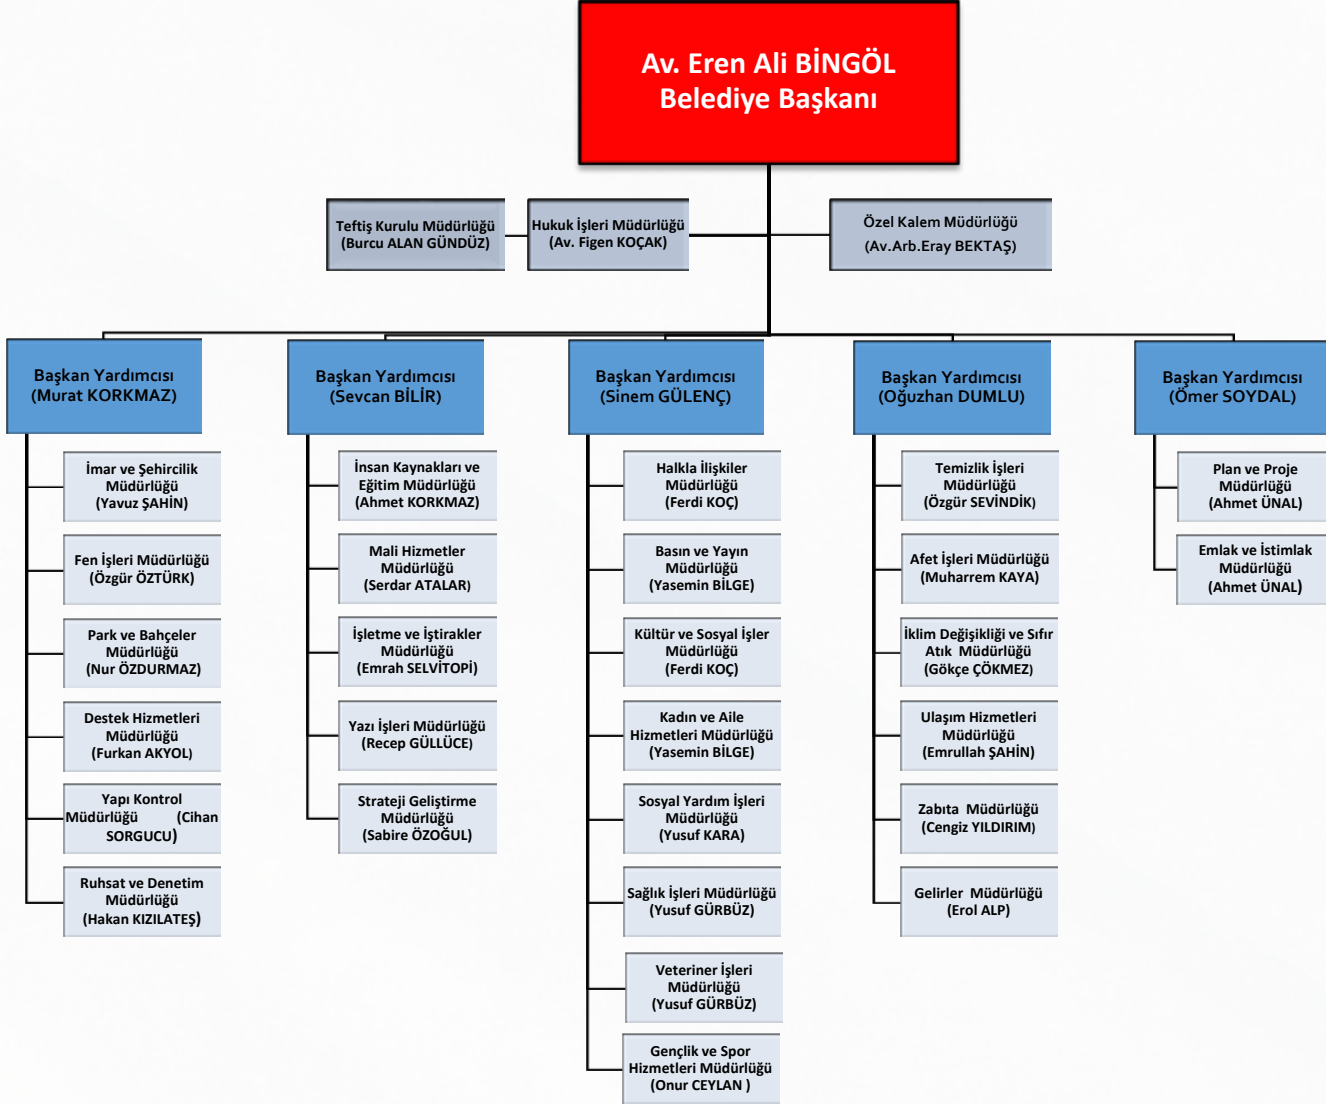 Av. Eren Ali BİNGÖL
Belediye Başkanı
Teftiş Kurulu Müdürlüğü
(Burcu ALAN GÜNDÜZ)
Hukuk İşleri Müdürlüğü
(Av. Figen KOÇAK)
Özel Kalem Müdürlüğü
(Av.Arb.Eray BEKTAŞ)
Başkan Yardımcısı
(Murat KORKMAZ)
İmar ve Şehircilik
Müdürlüğü
(Yavuz ŞAHİN)
Fen İşleri Müdürlüğü
(Özgür ÖZTÜRK)
Park ve Bahçeler
Müdürlüğü
(Nur ÖZDURMAZ)
Destek Hizmetleri
Müdürlüğü
(Furkan AKYOL)
Yapı Kontrol
Müdürlüğü (Cihan
SORGUCU)
Ruhsat ve Denetim
Müdürlüğü
(Hakan KIZILATEŞ)
Başkan Yardımcısı
(Sevcan BİLİR)
İnsan Kaynakları ve
Eğitim Müdürlüğü
(Ahmet KORKMAZ)
Mali Hizmetler
Müdürlüğü
(Serdar ATALAR)
İşletme ve İştirakler
Müdürlüğü
(Emrah SELVİTOPİ)
Yazı İşleri Müdürlüğü
(Recep GÜLLÜCE)
Strateji Geliştirme
Müdürlüğü
(Sabire ÖZOĞUL)
Başkan Yardımcısı
(Sinem GÜLENÇ)
Halkla İlişkiler
Müdürlüğü
(Ferdi KOÇ)
Basın ve Yayın
Müdürlüğü
(Yasemin BİLGE)
Kültür ve Sosyal İşler
Müdürlüğü
(Ferdi KOÇ)
Kadın ve Aile
Hizmetleri Müdürlüğü
(Yasemin BİLGE)
Sosyal Yardım İşleri
Müdürlüğü
(Yusuf KARA)
Sağlık İşleri Müdürlüğü
(Yusuf GÜRBÜZ)
Veteriner İşleri
Müdürlüğü
(Yusuf GÜRBÜZ)
Gençlik ve Spor
Hizmetleri Müdürlüğü
(Onur CEYLAN )
Başkan Yardımcısı
(Oğuzhan DUMLU)
Temizlik İşleri
Müdürlüğü
(Özgür SEVİNDİK)
Afet İşleri Müdürlüğü
(Muharrem KAYA)
İklim Değişikliği ve Sıfır
Atık Müdürlüğü
(Gökçe ÇÖKMEZ)
Ulaşım Hizmetleri
Müdürlüğü
(Emrullah ŞAHİN)
Zabıta Müdürlüğü
(Cengiz YILDIRIM)
Gelirler Müdürlüğü
(Erol ALP)
Başkan Yardımcısı
(Ömer SOYDAL)
Plan ve Proje
Müdürlüğü
(Ahmet ÜNAL)
Emlak ve İstimlak
Müdürlüğü
(Ahmet ÜNAL)